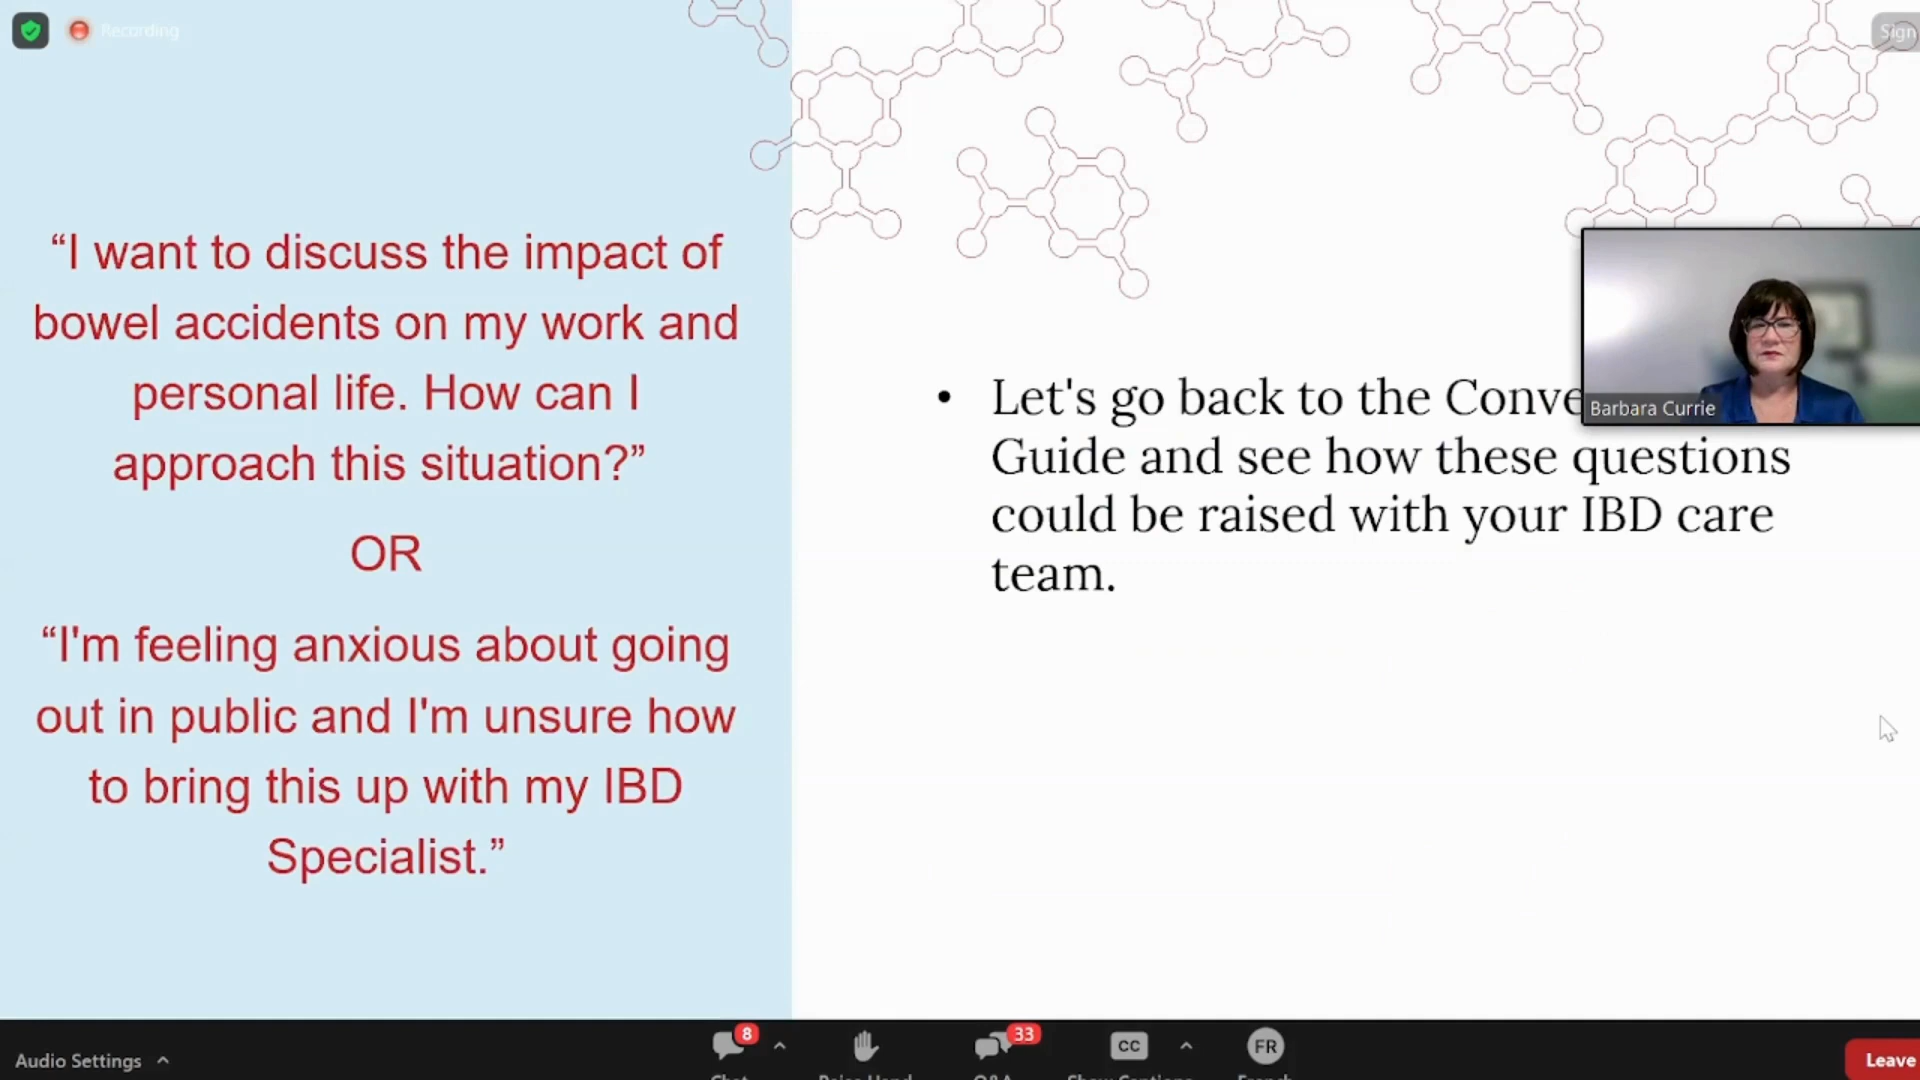 Recording
Sign
“I want to discuss the impact of
bowel accidents on my work and
personal life. How can I
approach this situation?”
OR
“I'm feeling anxious about going
out in public and I'm unsure how
to bring this up with my IBD
Specialist.”
• Let's go back to the Conve
Guide and see how these questions
could be raised with your IBD care
team.
Barbara Currie
Audio Settings
8
33
CC
FR
Leave